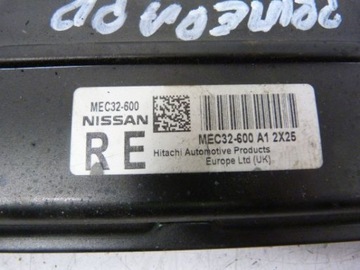 MEC32-600
NISSAN
RE
MEC32-600 A1 2X25
Hitachi Automotive Products
Europe Ltd (UK)